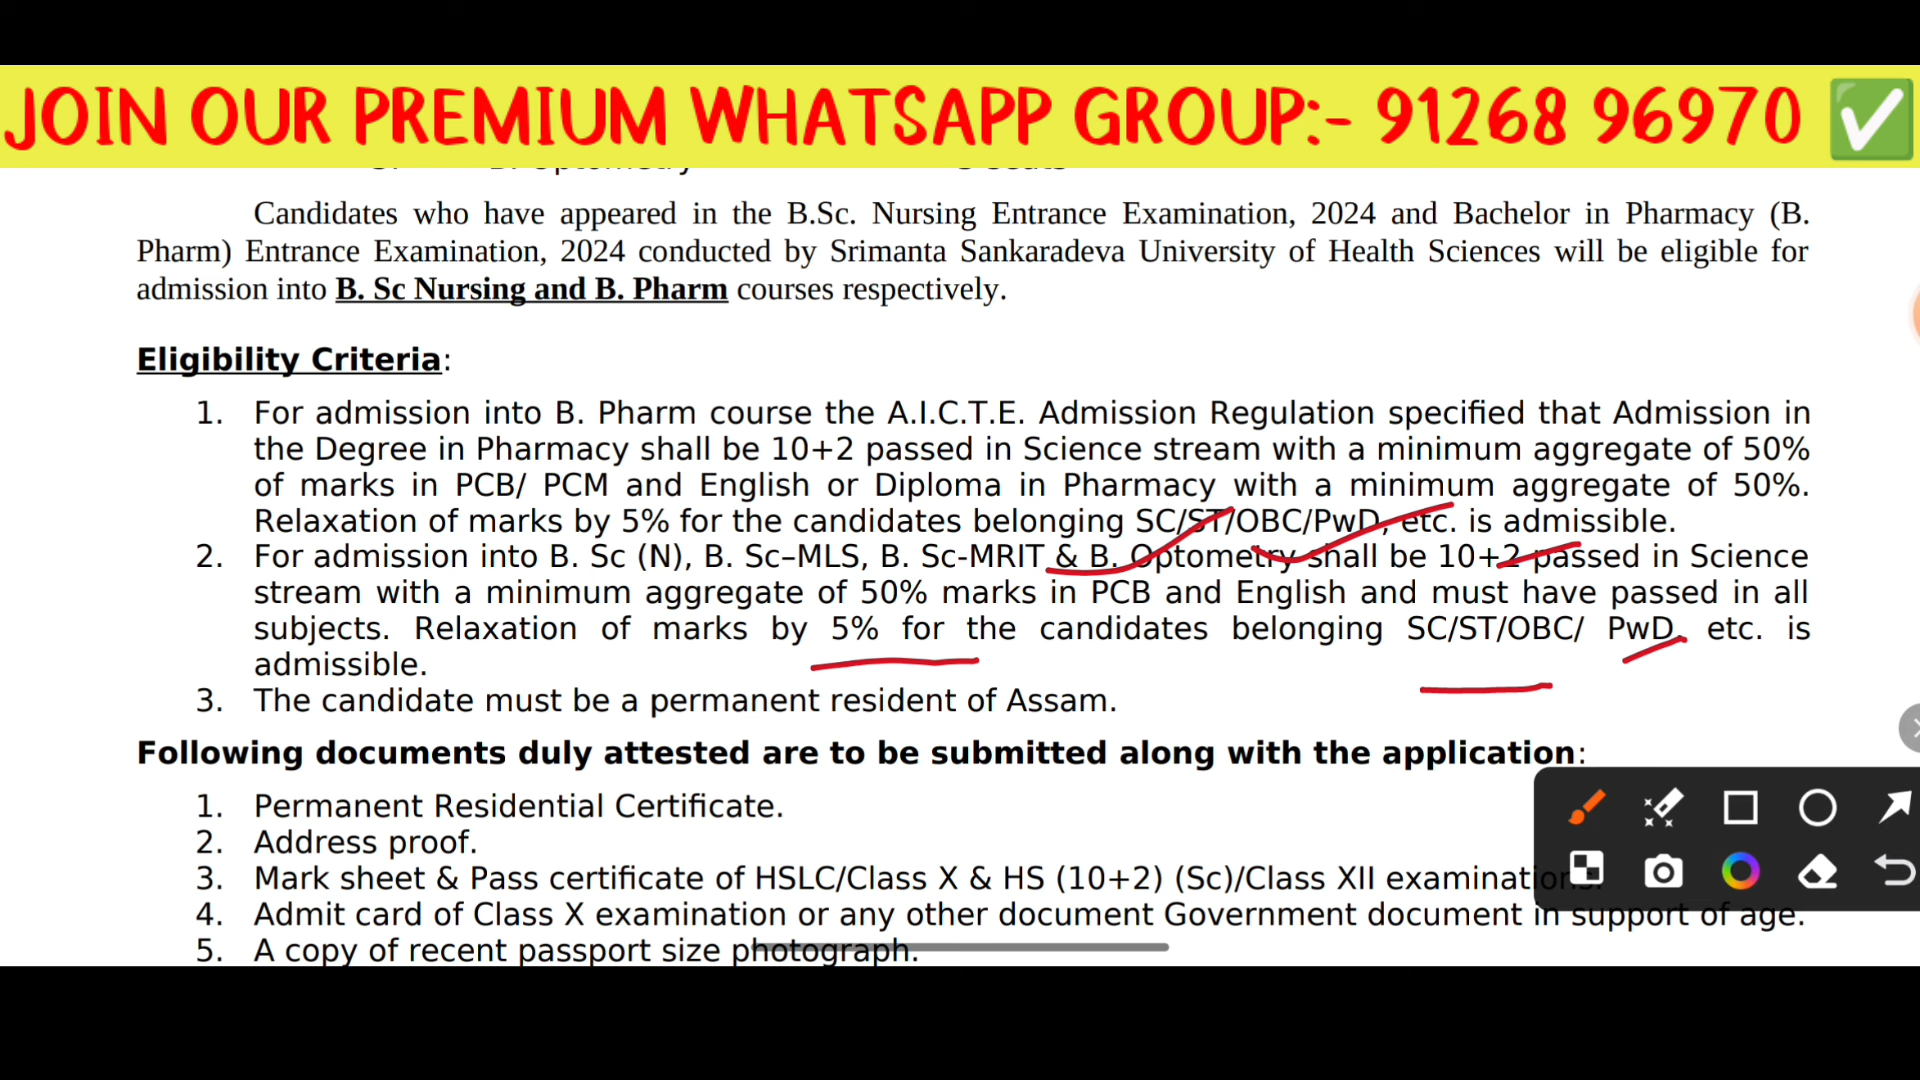 JOIN OUR PREMIUM WHATSAPP GROUP:- 91268 96970
Candidates who have appeared in the B.Sc. Nursing Entrance Examination, 2024 and Bachelor in Pharmacy (B.
Pharm) Entrance Examination, 2024 conducted by Srimanta Sankaradeva University of Health Sciences will be eligible for
admission into B. Sc Nursing and B. Pharm courses respectively.
Eligibility Criteria:
1. For admission into B. Pharm course the A.I.C.T.E. Admission Regulation specified that Admission in
the Degree in Pharmacy shall be 10+2 passed in Science stream with a minimum aggregate of 50%
of marks in PCB/ PCM and English or Diploma in Pharmacy with a minimum aggregate of 50%.
Relaxation of marks by 5% for the candidates belonging SC/ST/OBC/PwD, etc. is admissible.
2. For admission into B. Sc (N), B. Sc–MLS, B. Sc-MRIT & B. Optometry shall be 10+2 passed in Science
stream with a minimum aggregate of 50% marks in PCB and English and must have passed in all
subjects. Relaxation of marks by 5% for the candidates belonging SC/ST/OBC/ PwD, etc. is
admissible.
3. The candidate must be a permanent resident of Assam.
Following documents duly attested are to be submitted along with the application:
1. Permanent Residential Certificate.
2. Address proof.
3. Mark sheet & Pass certificate of HSLC/Class X & HS (10+2) (Sc)/Class XII examinations.
4. Admit card of Class X examination or any other document Government document in support of age.
5. A copy of recent passport size photograph.